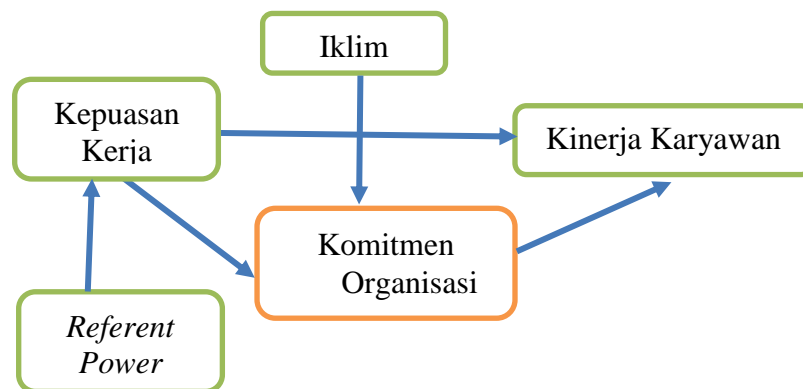 Iklim
Kepuasan
Kerja
Kinerja Karyawan
Komitmen
Organisasi
Referent
Power